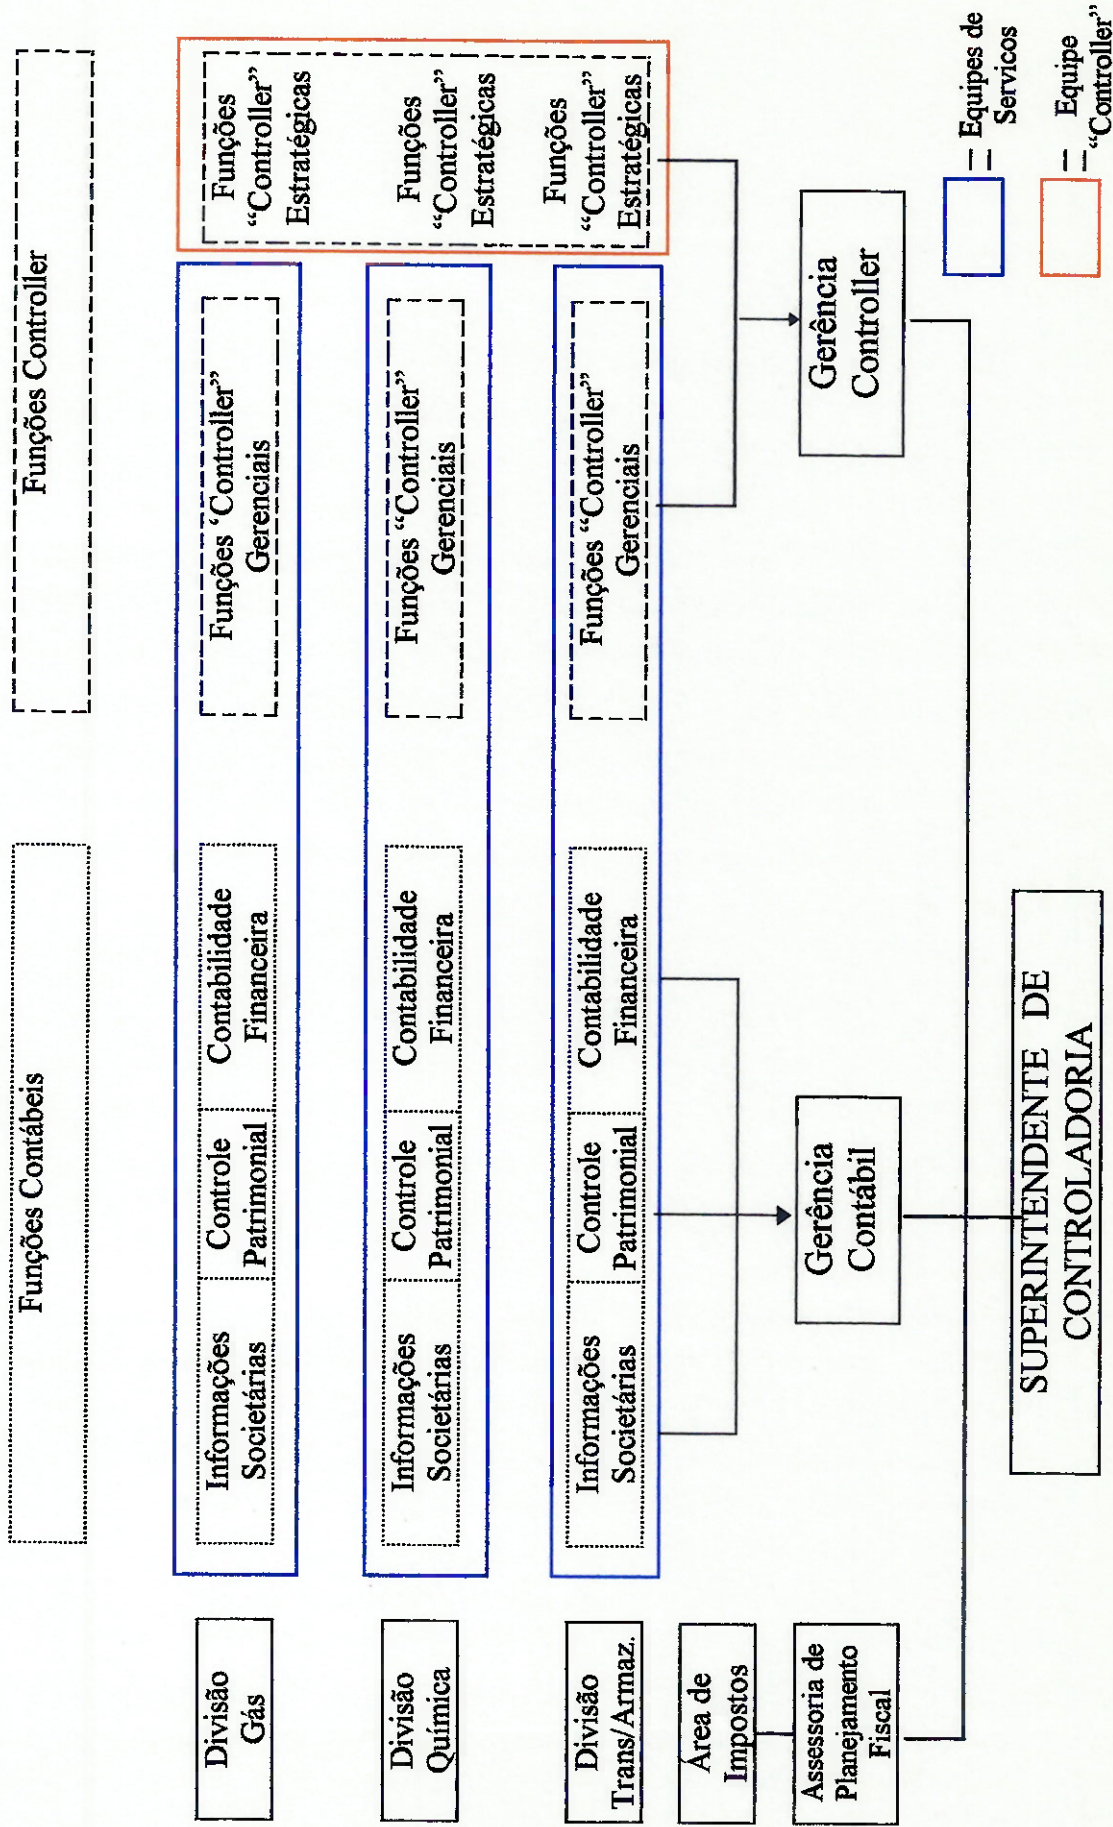 Funções Contábeis
Funções Controller
Divisão
Gás
Informações
Societárias
Controle
Patrimonial
Contabilidade
Financeira
Funções ‘Controller”
Gerenciais
Funções
“Controller”
Estratégicas
Divisão
Química
Informações
Societárias
Controle
Patrimonial
Contabilidade
Financeira
Funções “Controller”
Gerenciais
Funções
“Controller”
Estratégicas
Divisão
Trans/Armaz.
Informações
Societárias
Controle
Patrimonial
Contabilidade
Financeira
Funções “Controller”
Gerenciais
Funções
“Controller”
Estratégicas
Área de
Impostos
Assessoria de
Planejamento
Fiscal
Gerência
Contábil
Gerência
Controller
SUPERINTENDENTE DE
CONTROLADORIA
= Equipes de
Servicos
= Equipe
“Controller”